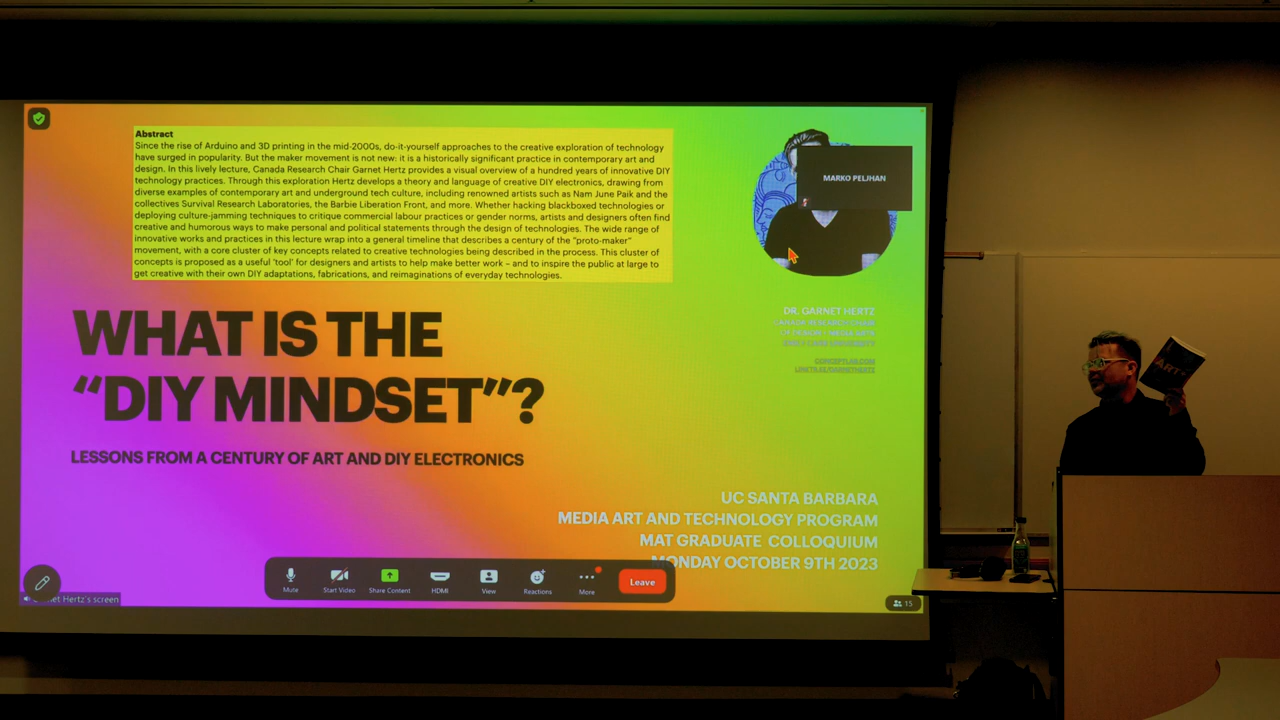 Abstract
Since the rise of Arduino and 3D printing in the mid-2000s, do-it-yourself approaches to the creative exploration of technology
have surged in popularity. But the maker movement is not new: it is a historically significant practice in contemporary art and
design. In this lively lecture, Canada Research Chair Garnet Hertz provides a visual overview of a hundred years of innovative DIY
technology practices. Through this exploration Hertz develops a theory and language of creative DIY electronics, drawing from
diverse examples of contemporary art and underground tech culture, including renowned artists such as Nam June Paik and the
collectives Survival Research Laboratories, the Barbie Liberation Front, and more. Whether hacking blackboxed technologies or
deploying culture-jamming techniques to critique commercial labour practices or gender norms, artists and designers often find
creative and humorous ways to make personal and political statements through the design of technologies. The wide range of
innovative works and practices in this lecture wrap into a general timeline that describes a century of the "proto-maker"
movement, with a core cluster of key concepts related to creative technologies being described in the process. This cluster of
concepts is proposed as a useful 'tool' for designers and artists to help make better work – and to inspire the public at large to
get creative with their own DIY adaptations, fabrications, and reimaginations of everyday technologies.
MARKO PELJHAN
WHAT IS THE
“DIY MINDSET”?
LESSONS FROM A CENTURY OF ART AND DIY ELECTRONICS
DR. GARNET HERTZ
CANADA RESEARCH CHAIR
CONCEPTLAB.COM
LINKTR.EE/GARNETHERTZ
ART
UC SANTA BARBARA
MEDIA ART AND TECHNOLOGY PROGRAM
MAT GRADUATE COLLOQUIUM
MONDAY OCTOBER 9TH 2023
Mute
Start Video
Share Content
HDMI
View
Reactions
More
Leave
et Hertz's screen
15